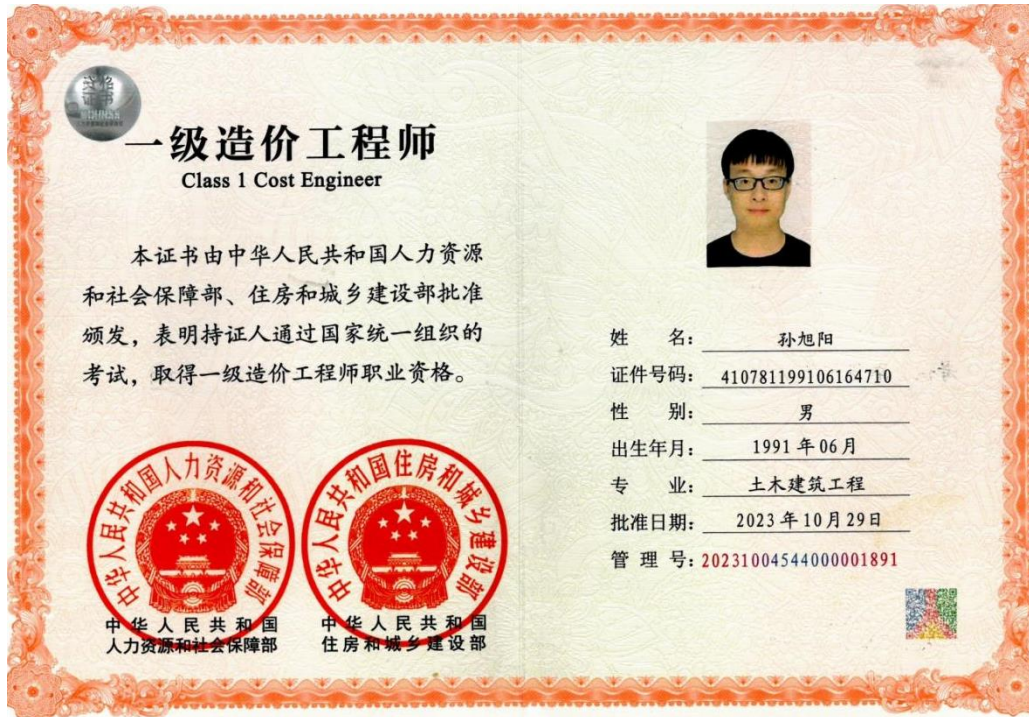 一级造价工程师
Class 1 Cost Engineer
本证书由中华人民共和国人力资源
和社会保障部、住房和城乡建设部批准
颁发，表明持证人通过国家统一组织的
考试，取得一级造价工程师职业资格。
中华人民共和国人力资源和社会保障部
中华人民共和国住房和城乡建设部
中华人民共和国
人力资源和社会保障部
中华人民共和国
住房和城乡建设部
姓 名： 孙旭阳
证件号码： 410781199106164710
性 别： 男
出生年月： 1991年06月
专 业： 土木建筑工程
批准日期： 2023年10月29日
管 理 号：20231004544000001891